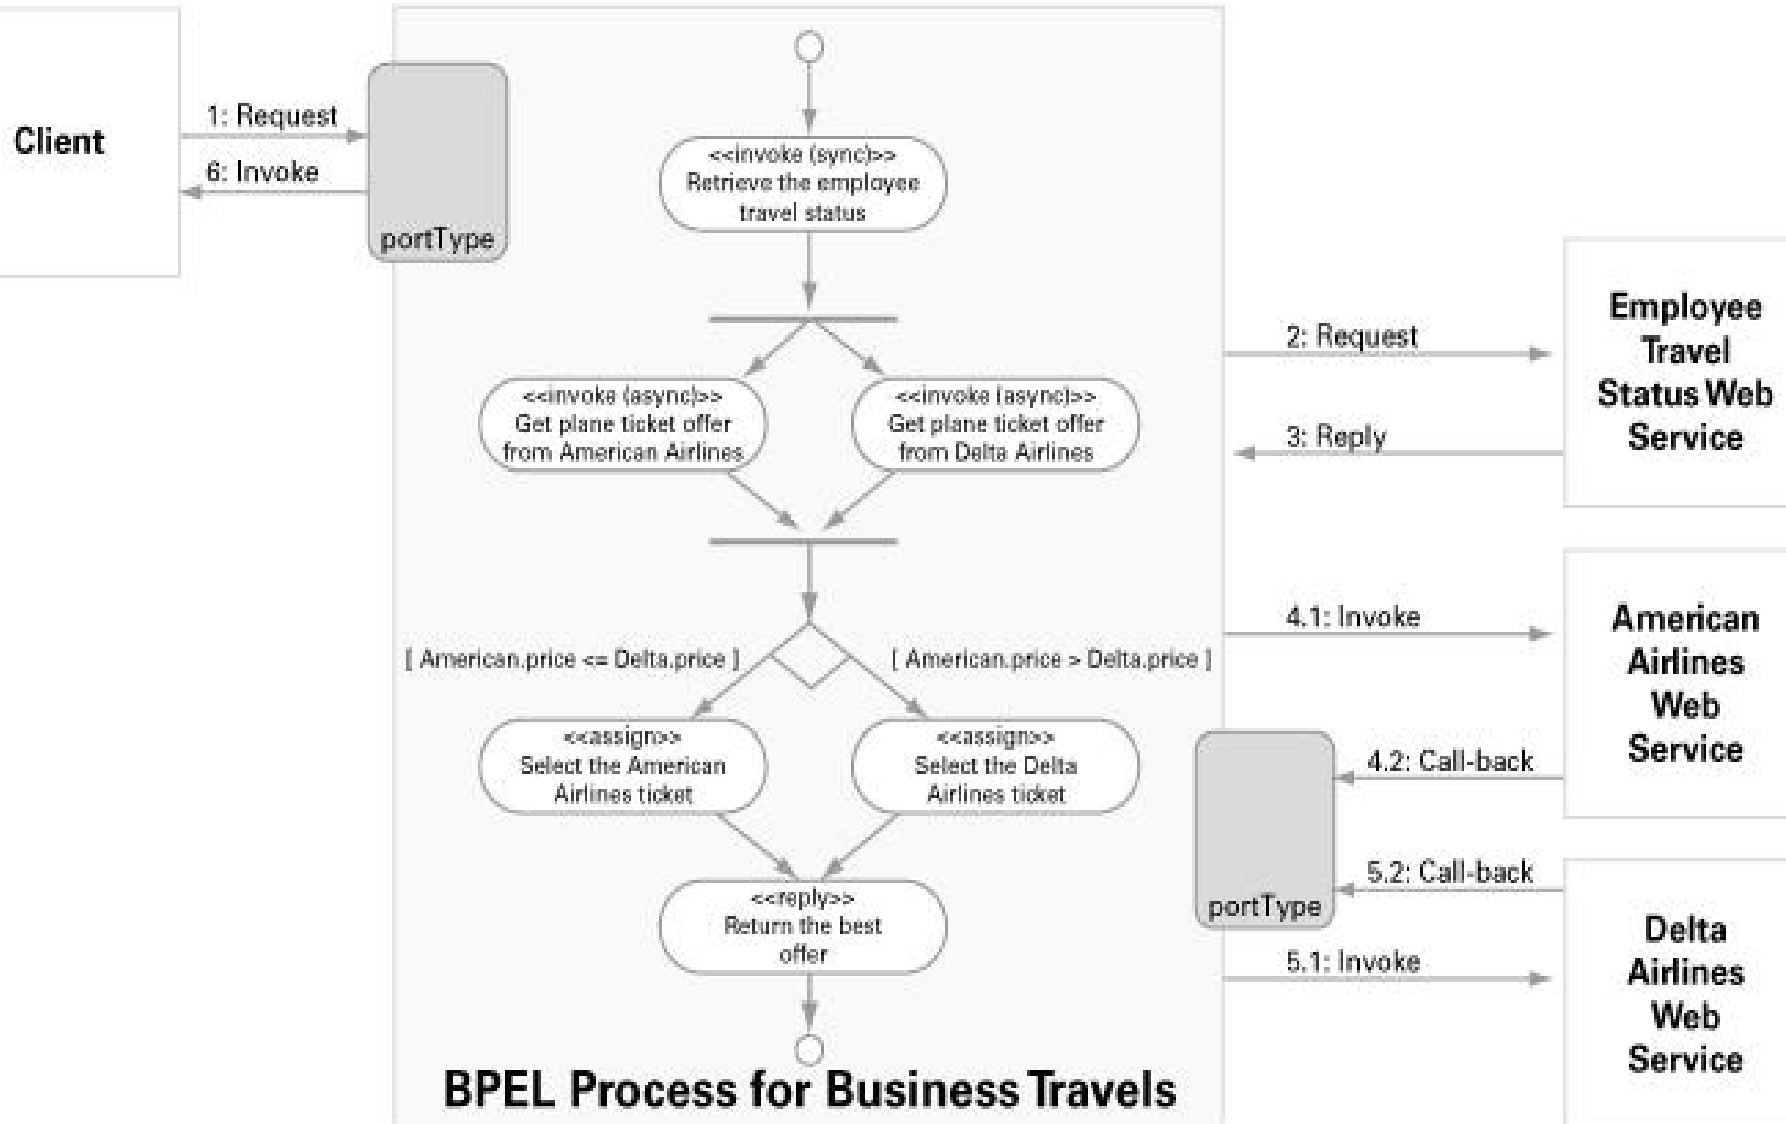 Client
1: Request
6: Invoke
portType
<<invoke (sync)>>
Retrieve the employee
travel status
<<invoke (async)>>
Get plane ticket offer
from American Airlines
<<invoke (async)>>
Get plane ticket offer
from Delta Airlines
[ American.price <= Delta.price ]
[ American.price > Delta.price ]
<<assign>>
Select the American
Airlines ticket
<<assign>>
Select the Delta
Airlines ticket
<<reply>>
Return the best
offer
BPEL Process for Business Travels
2: Request
3: Reply
Employee
Travel
Status Web
Service
4.1: Invoke
4.2: Call-back
American
Airlines
Web
Service
portType
5.2: Call-back
5.1: Invoke
Delta
Airlines
Web
Service